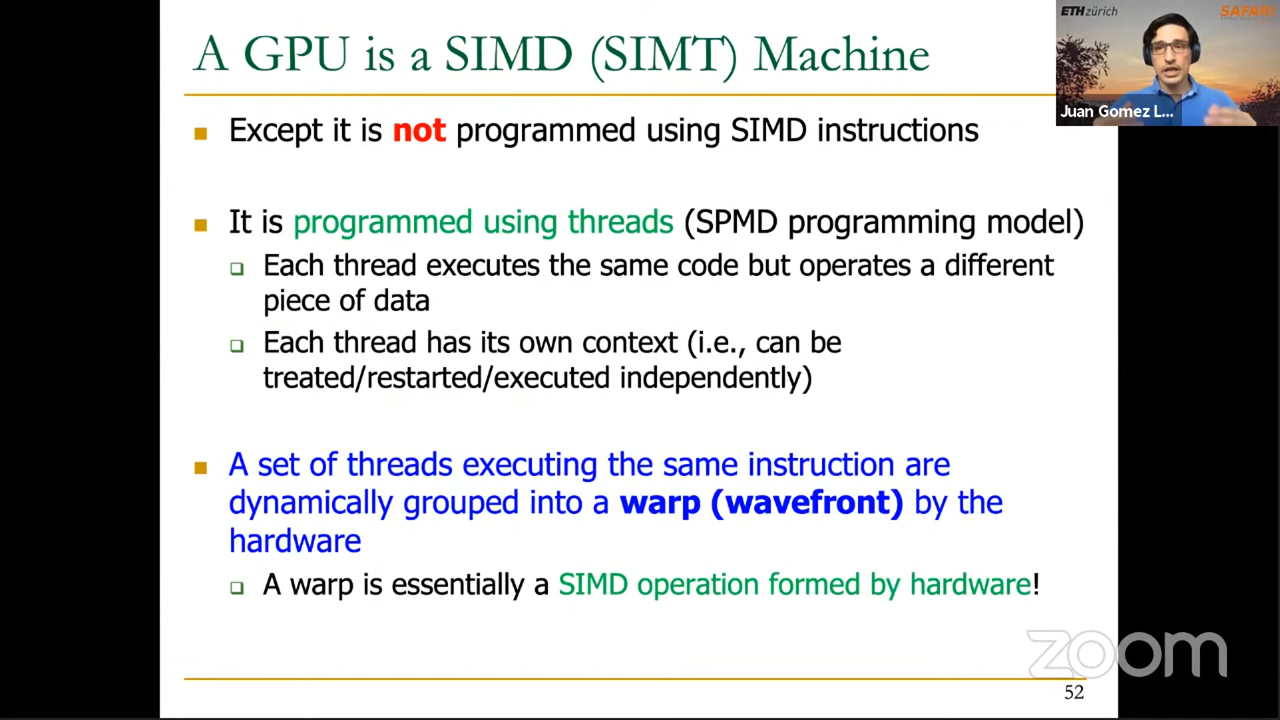 A GPU is a SIMD (SIMT) Machine
ETH zürich
SAFARI
Juan Gomez L...
Except it is not programmed using SIMD instructions
It is programmed using threads (SPMD programming model)
Each thread executes the same code but operates a different
piece of data
Each thread has its own context (i.e., can be
treated/restarted/executed independently)
A set of threads executing the same instruction are
dynamically grouped into a warp (wavefront) by the
hardware
A warp is essentially a SIMD operation formed by hardware!
zoom
52